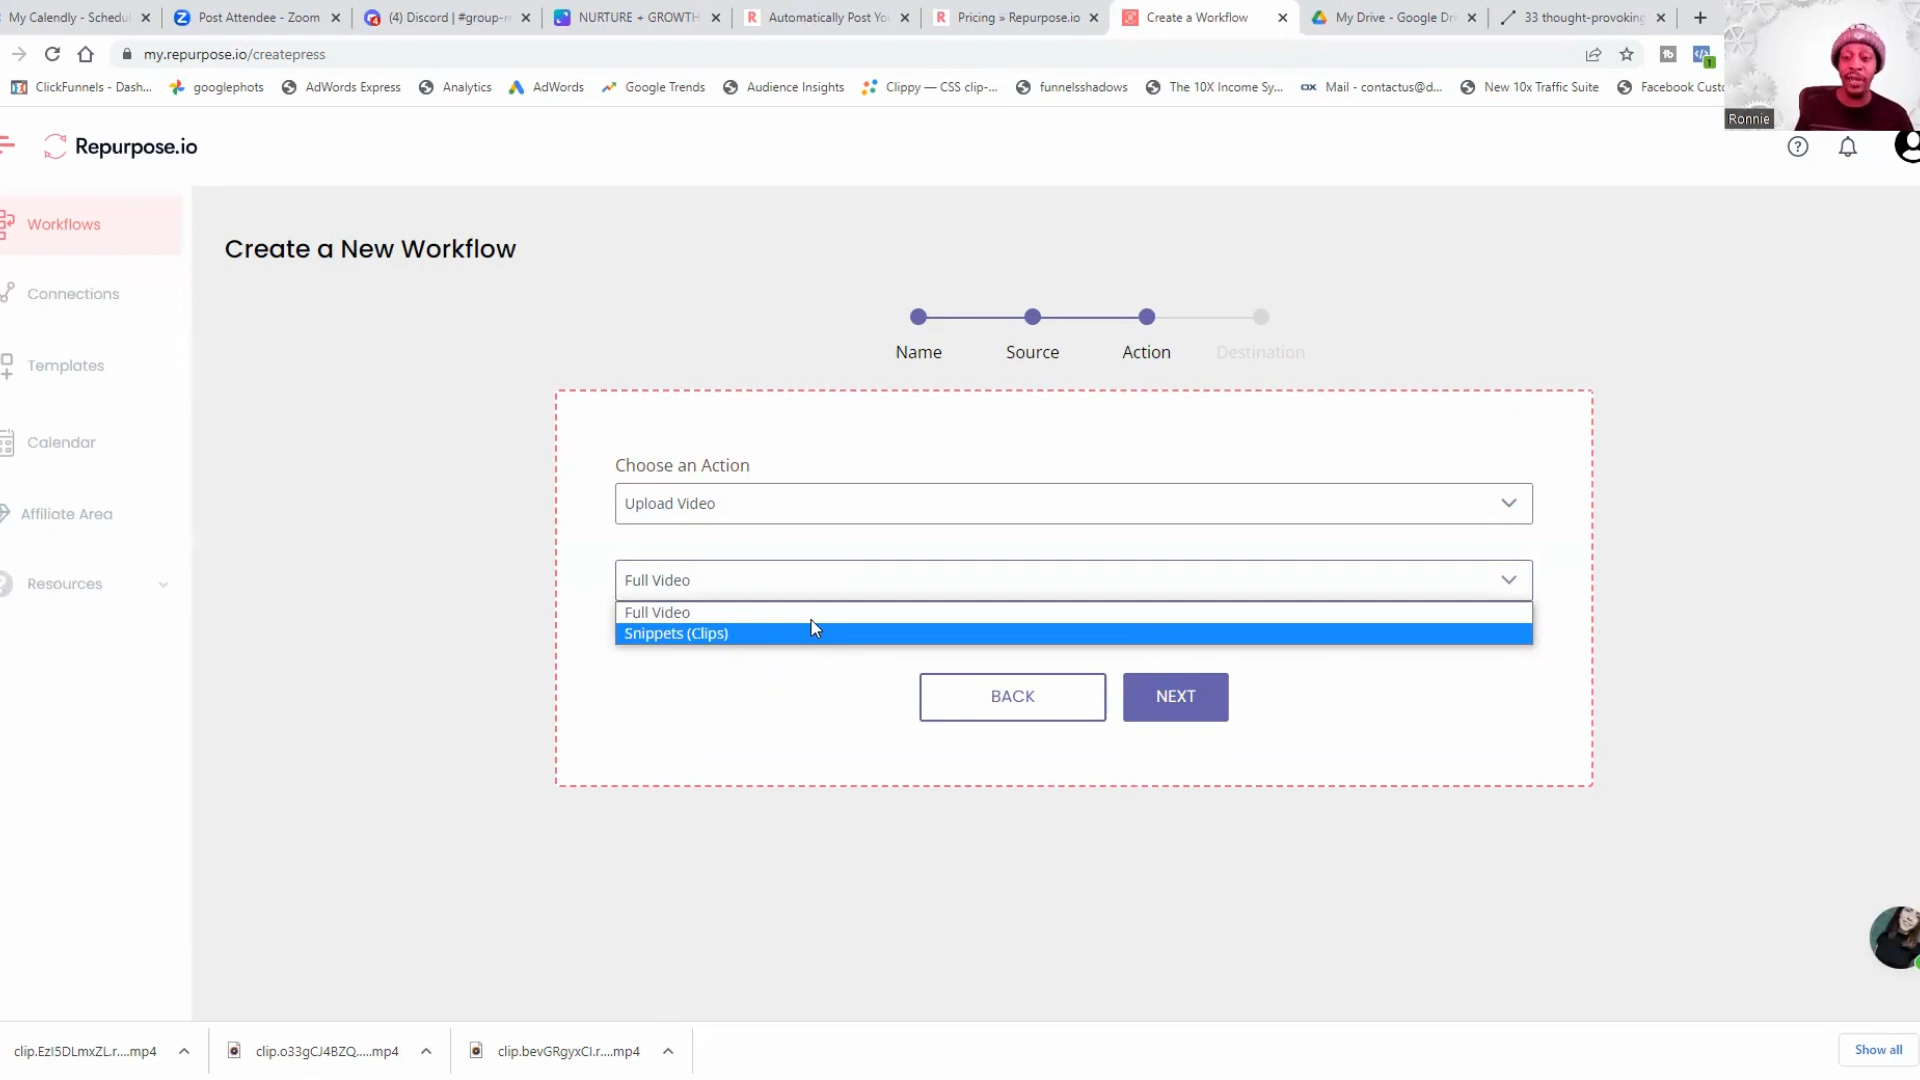 My Calendly - Schedul
Post Attendee - Zoom
(4) Discord | #group-r
NURTURE + GROWTH
Automatically Post Yo
Pricing » Repurpose.io
Create a Workflow
My Drive - Google Dri
33 thought-provoking
my.repurpose.io/createpress
1
ClickFunnels - Dash...
googlephots
AdWords Express
Analytics
AdWords
Google Trends
Audience Insights
Clippy — CSS clip-...
funnelsshadows
The 10X Income Sy...
Mail - contactus@d...
New 10x Traffic Suite
Facebook Custo
Ronnie
Repurpose.io
Workflows
Connections
Templates
Calendar
Affiliate Area
Resources
Create a New Workflow
Name
Source
Action
Destination
Choose an Action
Upload Video
Full Video
Full Video
Snippets (Clips)
BACK
NEXT
clip.EzI5DLmxZL.r....mp4
clip.o33gCJ4BZQ.....mp4
clip.bevGRgyxCI.r....mp4
Show all